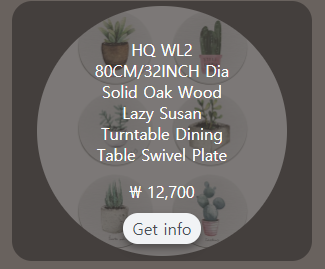 HQ WL2
80CM/32INCH Dia
Solid Oak Wood
Lazy Susan
Turntable Dining
Table Swivel Plate
₩ 12,700
Get info